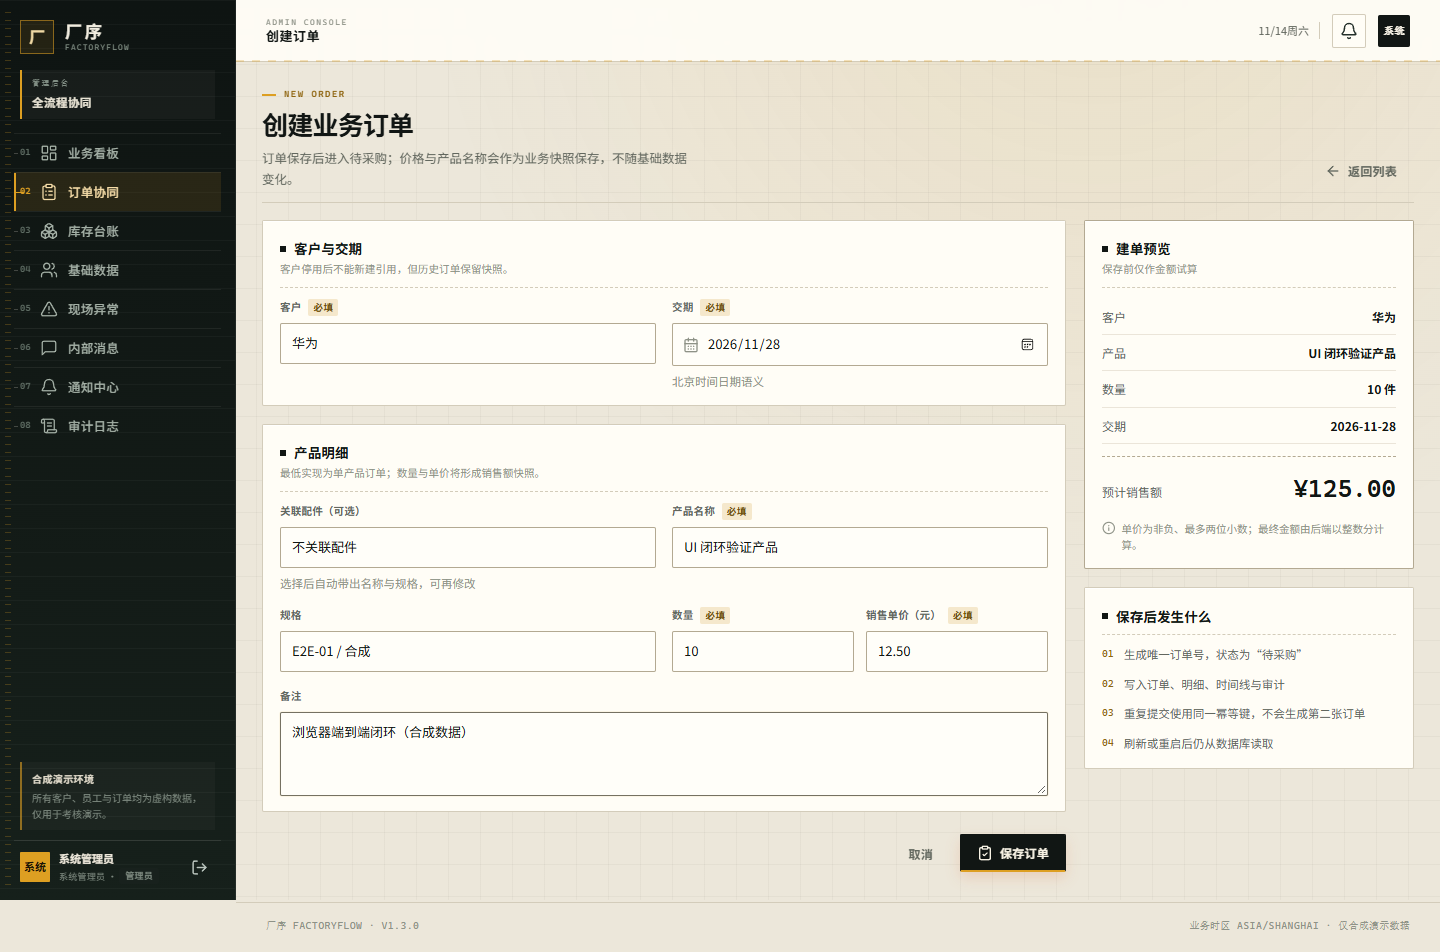 厂
厂序
FACTORYFLOW
管理后台
全流程协同
01 业务看板
02 订单协同
03 库存台账
04 基础数据
05 现场异常
06 内部消息
07 通知中心
08 审计日志
合成演示环境
所有客户、员工与订单均为虚构数据，
仅用于考核演示。
系统
系统管理员
系统管理员 · 管理员
ADMIN CONSOLE
创建订单
11/14周六
系统
NEW ORDER
创建业务订单
订单保存后进入待采购；价格与产品名称会作为业务快照保存，不随基础数据
变化。
返回列表
客户与交期
客户停用后不能新建引用，但历史订单保留快照。
客户 必填
交期 必填
华为
2026/11/28
北京时间日期语义
产品明细
最低实现为单产品订单；数量与单价将形成销售额快照。
关联配件（可选）
产品名称 必填
不关联配件
UI 闭环验证产品
选择后自动带出名称与规格，可再修改
规格
数量 必填
销售单价（元） 必填
E2E-01 / 合成
10
12.50
备注
浏览器端到端闭环（合成数据）
取消
保存订单
建单预览
保存前仅作金额试算
客户 华为
产品 UI 闭环验证产品
数量 10 件
交期 2026-11-28
预计销售额 ¥125.00
单价为非负、最多两位小数；最终金额由后端以整数分计
算。
保存后发生什么
01 生成唯一订单号，状态为“待采购”
02 写入订单、明细、时间线与审计
03 重复提交使用同一幂等键，不会生成第二张订单
04 刷新或重启后仍从数据库读取
厂序 FACTORYFLOW · V1.3.0
业务时区 ASIA/SHANGHAI · 仅合成演示数据